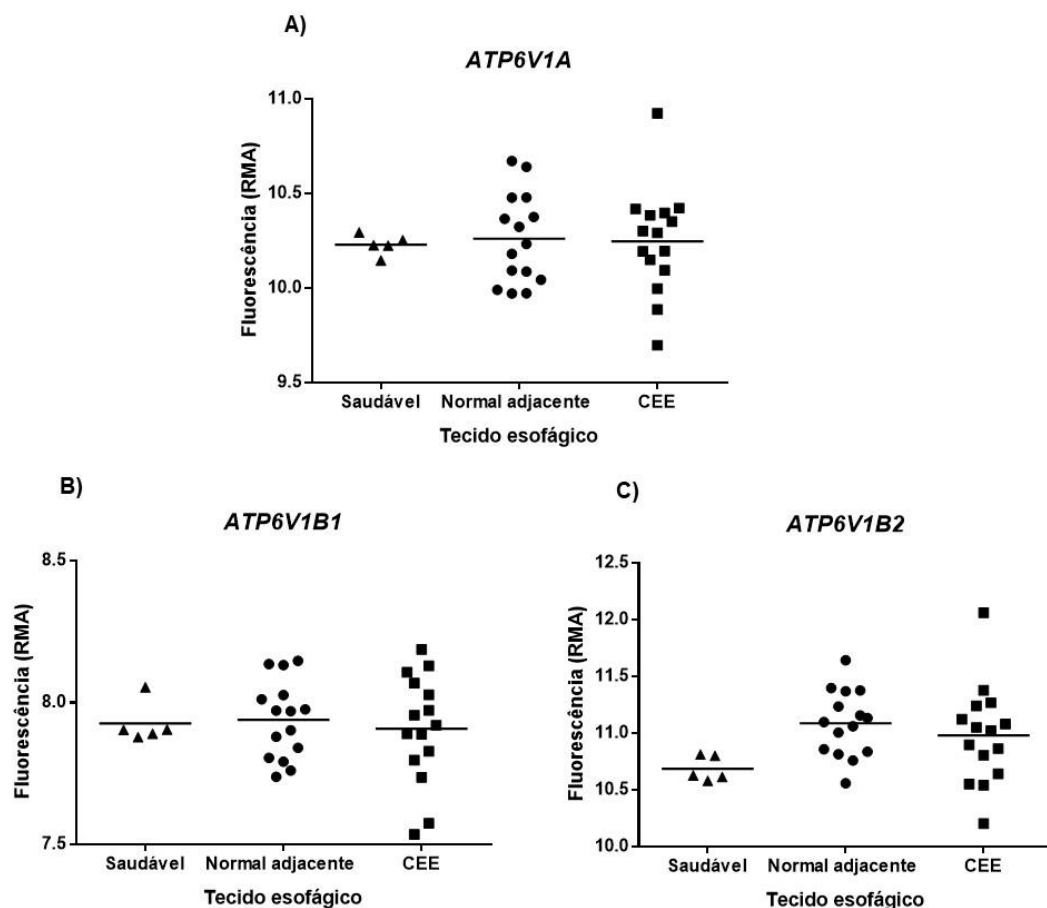 A)
ATP6V1A
Fluorescência (RMA)
11.0
10.5
10.0
9.5
Saudável Normal adjacente CEE
Tecido esofágico
B)
ATP6V1B1
Fluorescência (RMA)
8.5
8.0
7.5
Saudável Normal adjacente CEE
Tecido esofágico
C)
ATP6V1B2
Fluorescência (RMA)
12.5
12.0
11.5
11.0
10.5
10.0
Saudável Normal adjacente CEE
Tecido esofágico